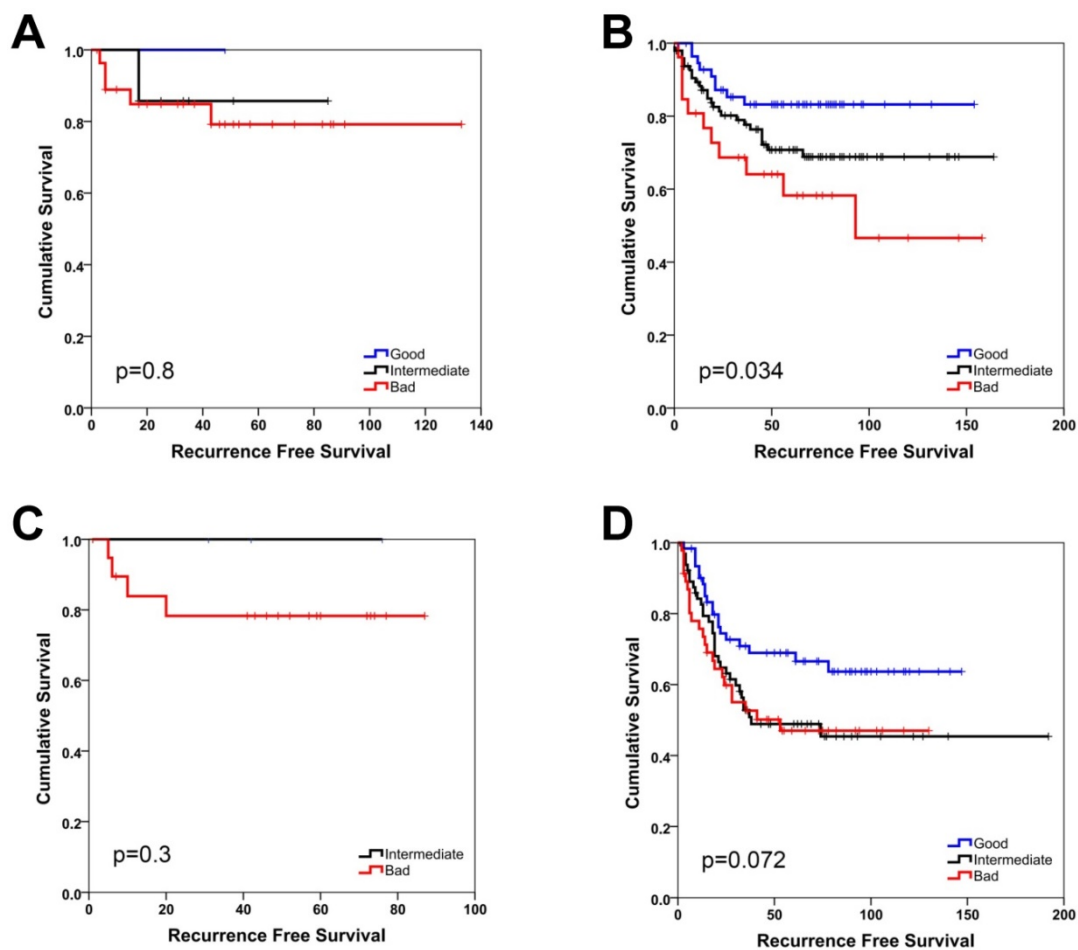 A
Cumulative Survival
1.0
0.8
0.6
0.4
0.2
0.0
p=0.8
Good
Intermediate
Bad
0 20 40 60 80 100 120 140
Recurrence Free Survival
B
Cumulative Survival
1.0
0.8
0.6
0.4
0.2
0.0
p=0.034
Good
Intermediate
Bad
0 50 100 150 200
Recurrence Free Survival
C
Cumulative Survival
1.0
0.8
0.6
0.4
0.2
0.0
p=0.3
Intermediate
Bad
0 20 40 60 80 100
Recurrence Free Survival
D
Cumulative Survival
1.0
0.8
0.6
0.4
0.2
0.0
p=0.072
Good
Intermediate
Bad
0 50 100 150 200
Recurrence Free Survival